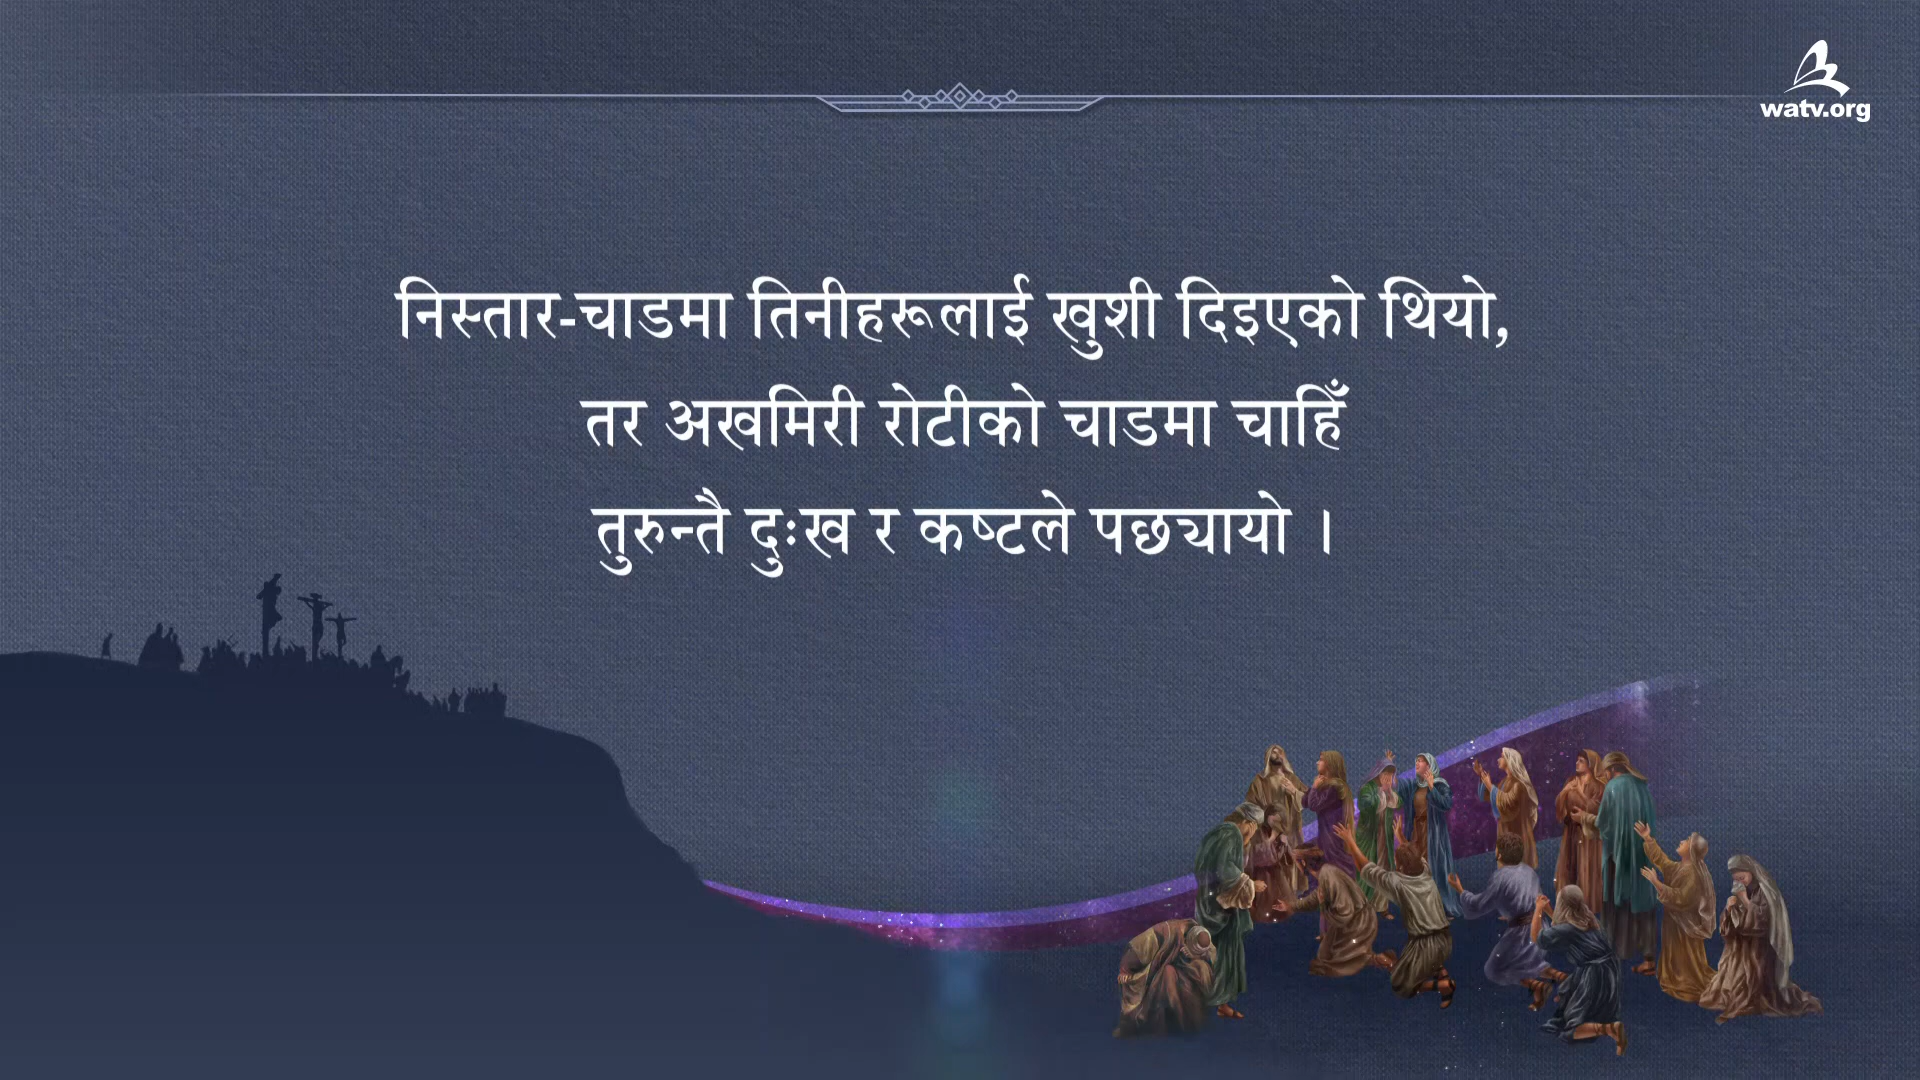 watv.org
निस्तार-चाडमा तिनीहरूलाई खुशी दिइएको थियो,
तर अखमिरी रोटीको चाडमा चाहिँ
तुरुन्तै दुःख र कष्टले पछ्यायो ।